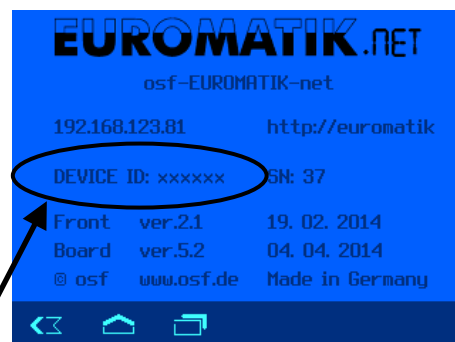 EUROMATIK.NET
osf-EUROMATIK-net
192.168.123.81 http://euromatik
DEVICE ID: xxxxxx SN: 37
Front ver.2.1 19. 02. 2014
Board ver.5.2 04. 04. 2014
© osf www.osf.de Made in Germany